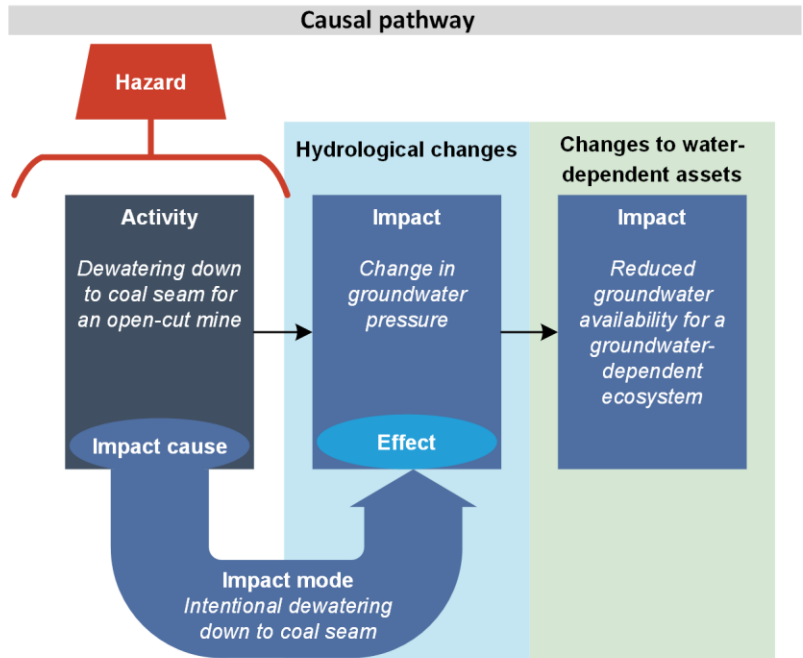 Causal pathway
Hazard
Hydrological changes
Changes to water-
dependent assets
Activity
Dewatering down
to coal seam for
an open-cut mine
Impact cause
Impact
Change in
groundwater
pressure
Effect
Impact
Reduced
groundwater
availability for a
groundwater-
dependent
ecosystem
Impact mode
Intentional dewatering
down to coal seam